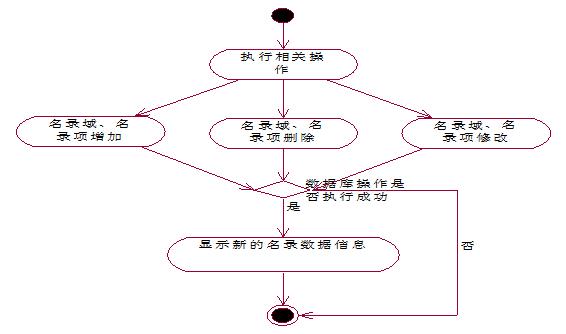 执行相关操
作
名录域、名
录项增加
名录域、名
录项删除
名录域、名
录项修改
数据库操作是
否执行成功
是
否
显示新的名录数据信息